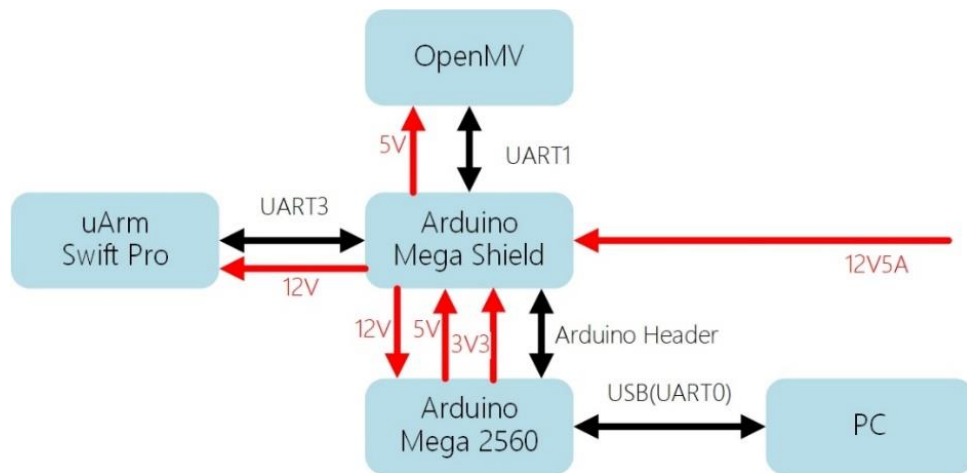 OpenMV
5V
UART1
uArm
Swift Pro
UART3
12V
Arduino
Mega Shield
12V5A
12V
5V
3V3
Arduino Header
Arduino
Mega 2560
USB(UART0)
PC